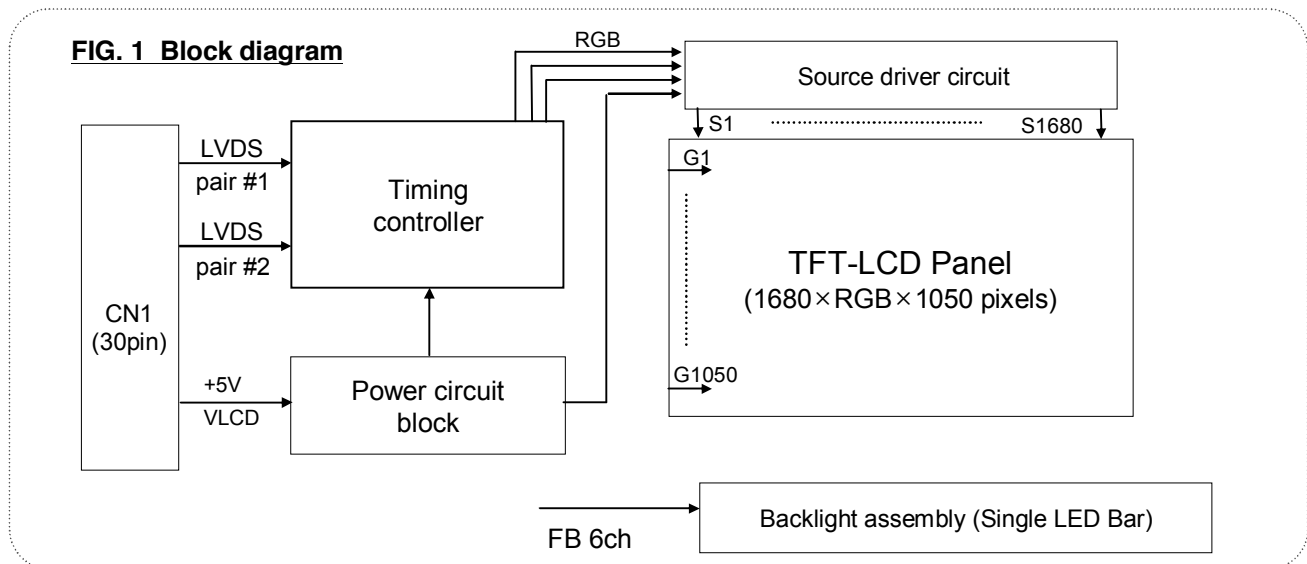 FIG. 1 Block diagram
RGB
Source driver circuit
S1
S1680
CN1
(30pin)
LVDS
pair #1
LVDS
pair #2
Timing
controller
G1
TFT-LCD Panel
(1680×RGB×1050 pixels)
G1050
+5V
VLCD
Power circuit
block
FB 6ch
Backlight assembly (Single LED Bar)